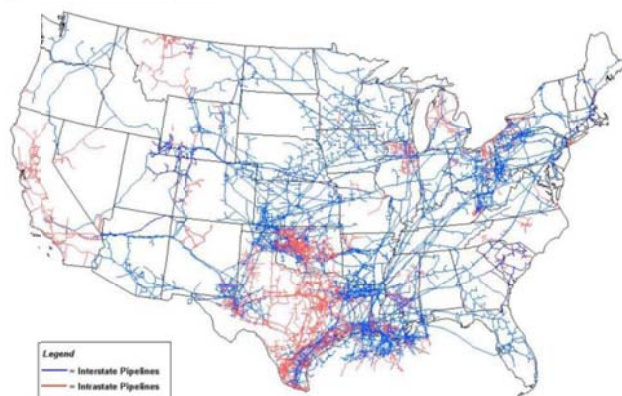 Legend
= Interstate Pipelines
= Intrastate Pipelines